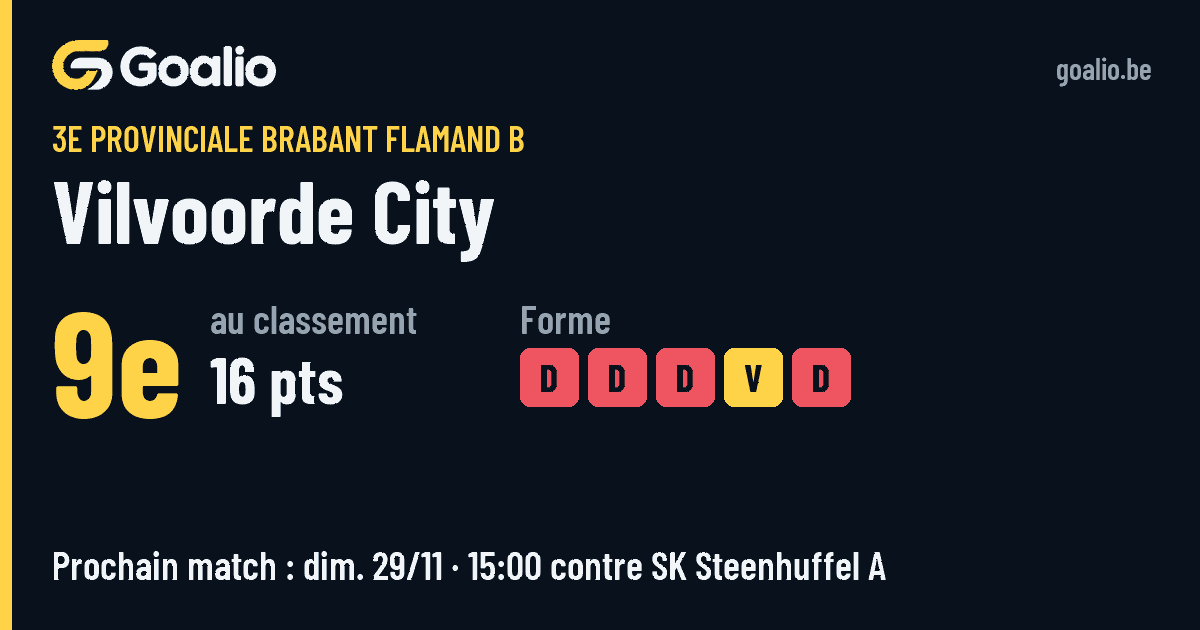 Goalio
goalio.be
3E PROVINCIALE BRABANT FLAMAND B
Vilvoorde City
9e
au classement
16 pts
Forme
D D D V D
Prochain match : dim. 29/11 · 15:00 contre SK Steenhuffel A